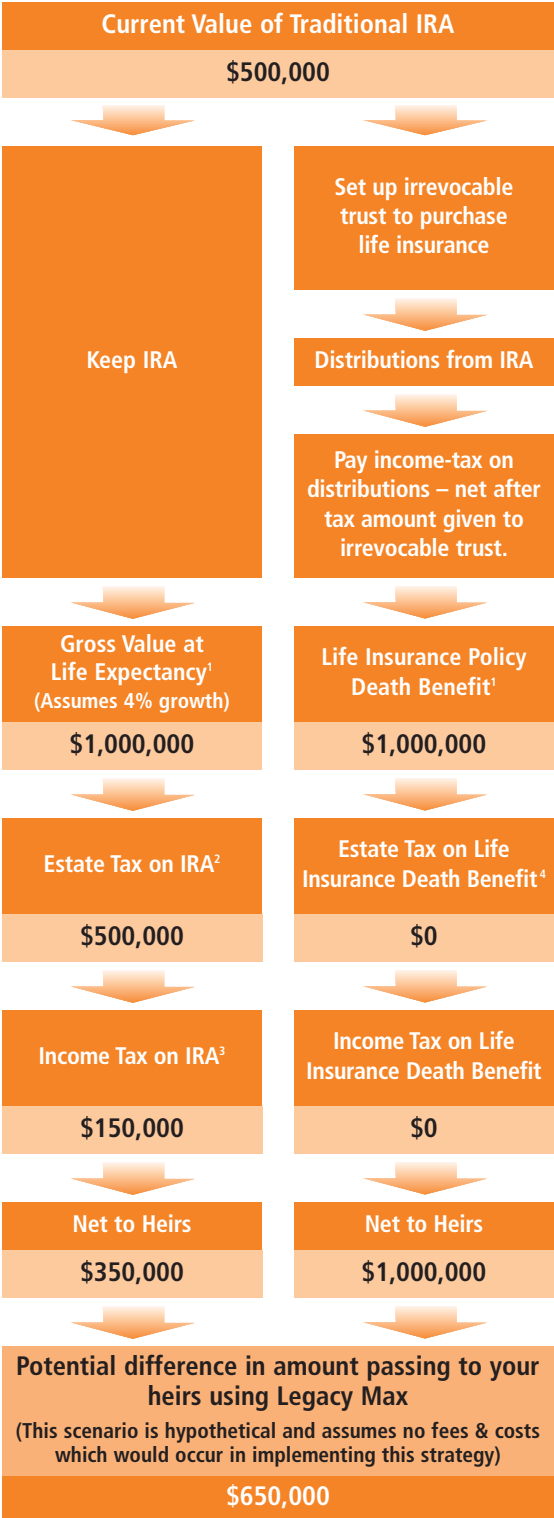 Current Value of Traditional IRA
$500,000
Keep IRA
Set up irrevocable
trust to purchase
life insurance
Distributions from IRA
Pay income-tax on
distributions – net after
tax amount given to
irrevocable trust.
Gross Value at
Life Expectancy¹
(Assumes 4% growth)
$1,000,000
Life Insurance Policy
Death Benefit¹
$1,000,000
Estate Tax on IRA²
$500,000
Estate Tax on Life
Insurance Death Benefit⁴
$0
Income Tax on IRA³
$150,000
Income Tax on Life
Insurance Death Benefit
$0
Net to Heirs
$350,000
Net to Heirs
$1,000,000
Potential difference in amount passing to your
heirs using Legacy Max
(This scenario is hypothetical and assumes no fees & costs
which would occur in implementing this strategy)
$650,000